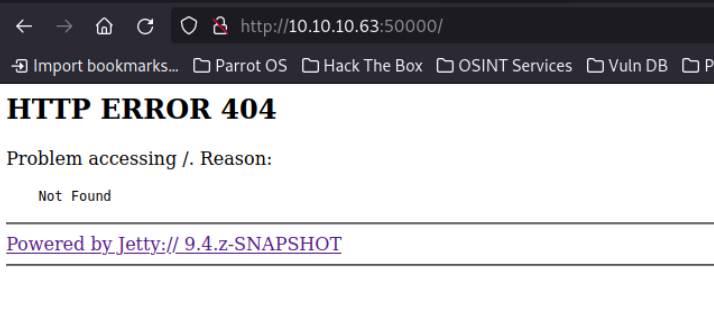 http://10.10.10.63:50000/
Import bookmarks... Parrot OS Hack The Box OSINT Services Vuln DB P
HTTP ERROR 404
Problem accessing /. Reason:
Not Found
Powered by Jetty:// 9.4.z-SNAPSHOT